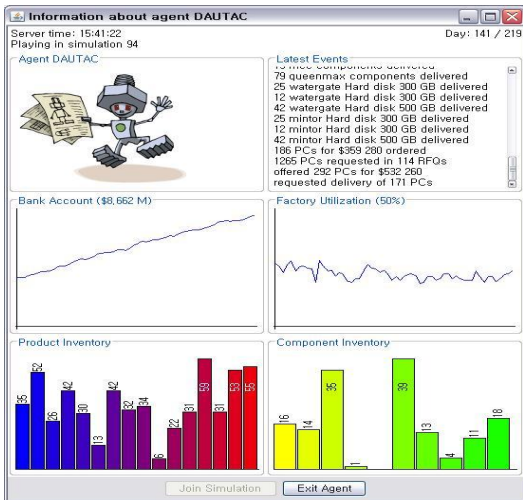 Information about agent DAUTAC
Server time: 15:41:22
Day: 141 / 219
Playing in simulation 94
Agent DAUTAC
Latest Events
components delivered
79 queenmax components delivered
25 watergate Hard disk 300 GB delivered
12 watergate Hard disk 300 GB delivered
42 watergate Hard disk 500 GB delivered
25 mintor Hard disk 300 GB delivered
12 mintor Hard disk 300 GB delivered
42 mintor Hard disk 500 GB delivered
186 PCs for $359 280 ordered
1265 PCs requested in 114 RFQs
offered 292 PCs for $532 260
requested delivery of 171 PCs
Bank Account ($8,662 M)
Factory Utilization (50%)
Product Inventory
35 52 26 42 30 13 42 32 34 6 22 31 59 31 53 55
Component Inventory
16 14 35 1 39 13 4 11 18
Join Simulation
Exit Agent